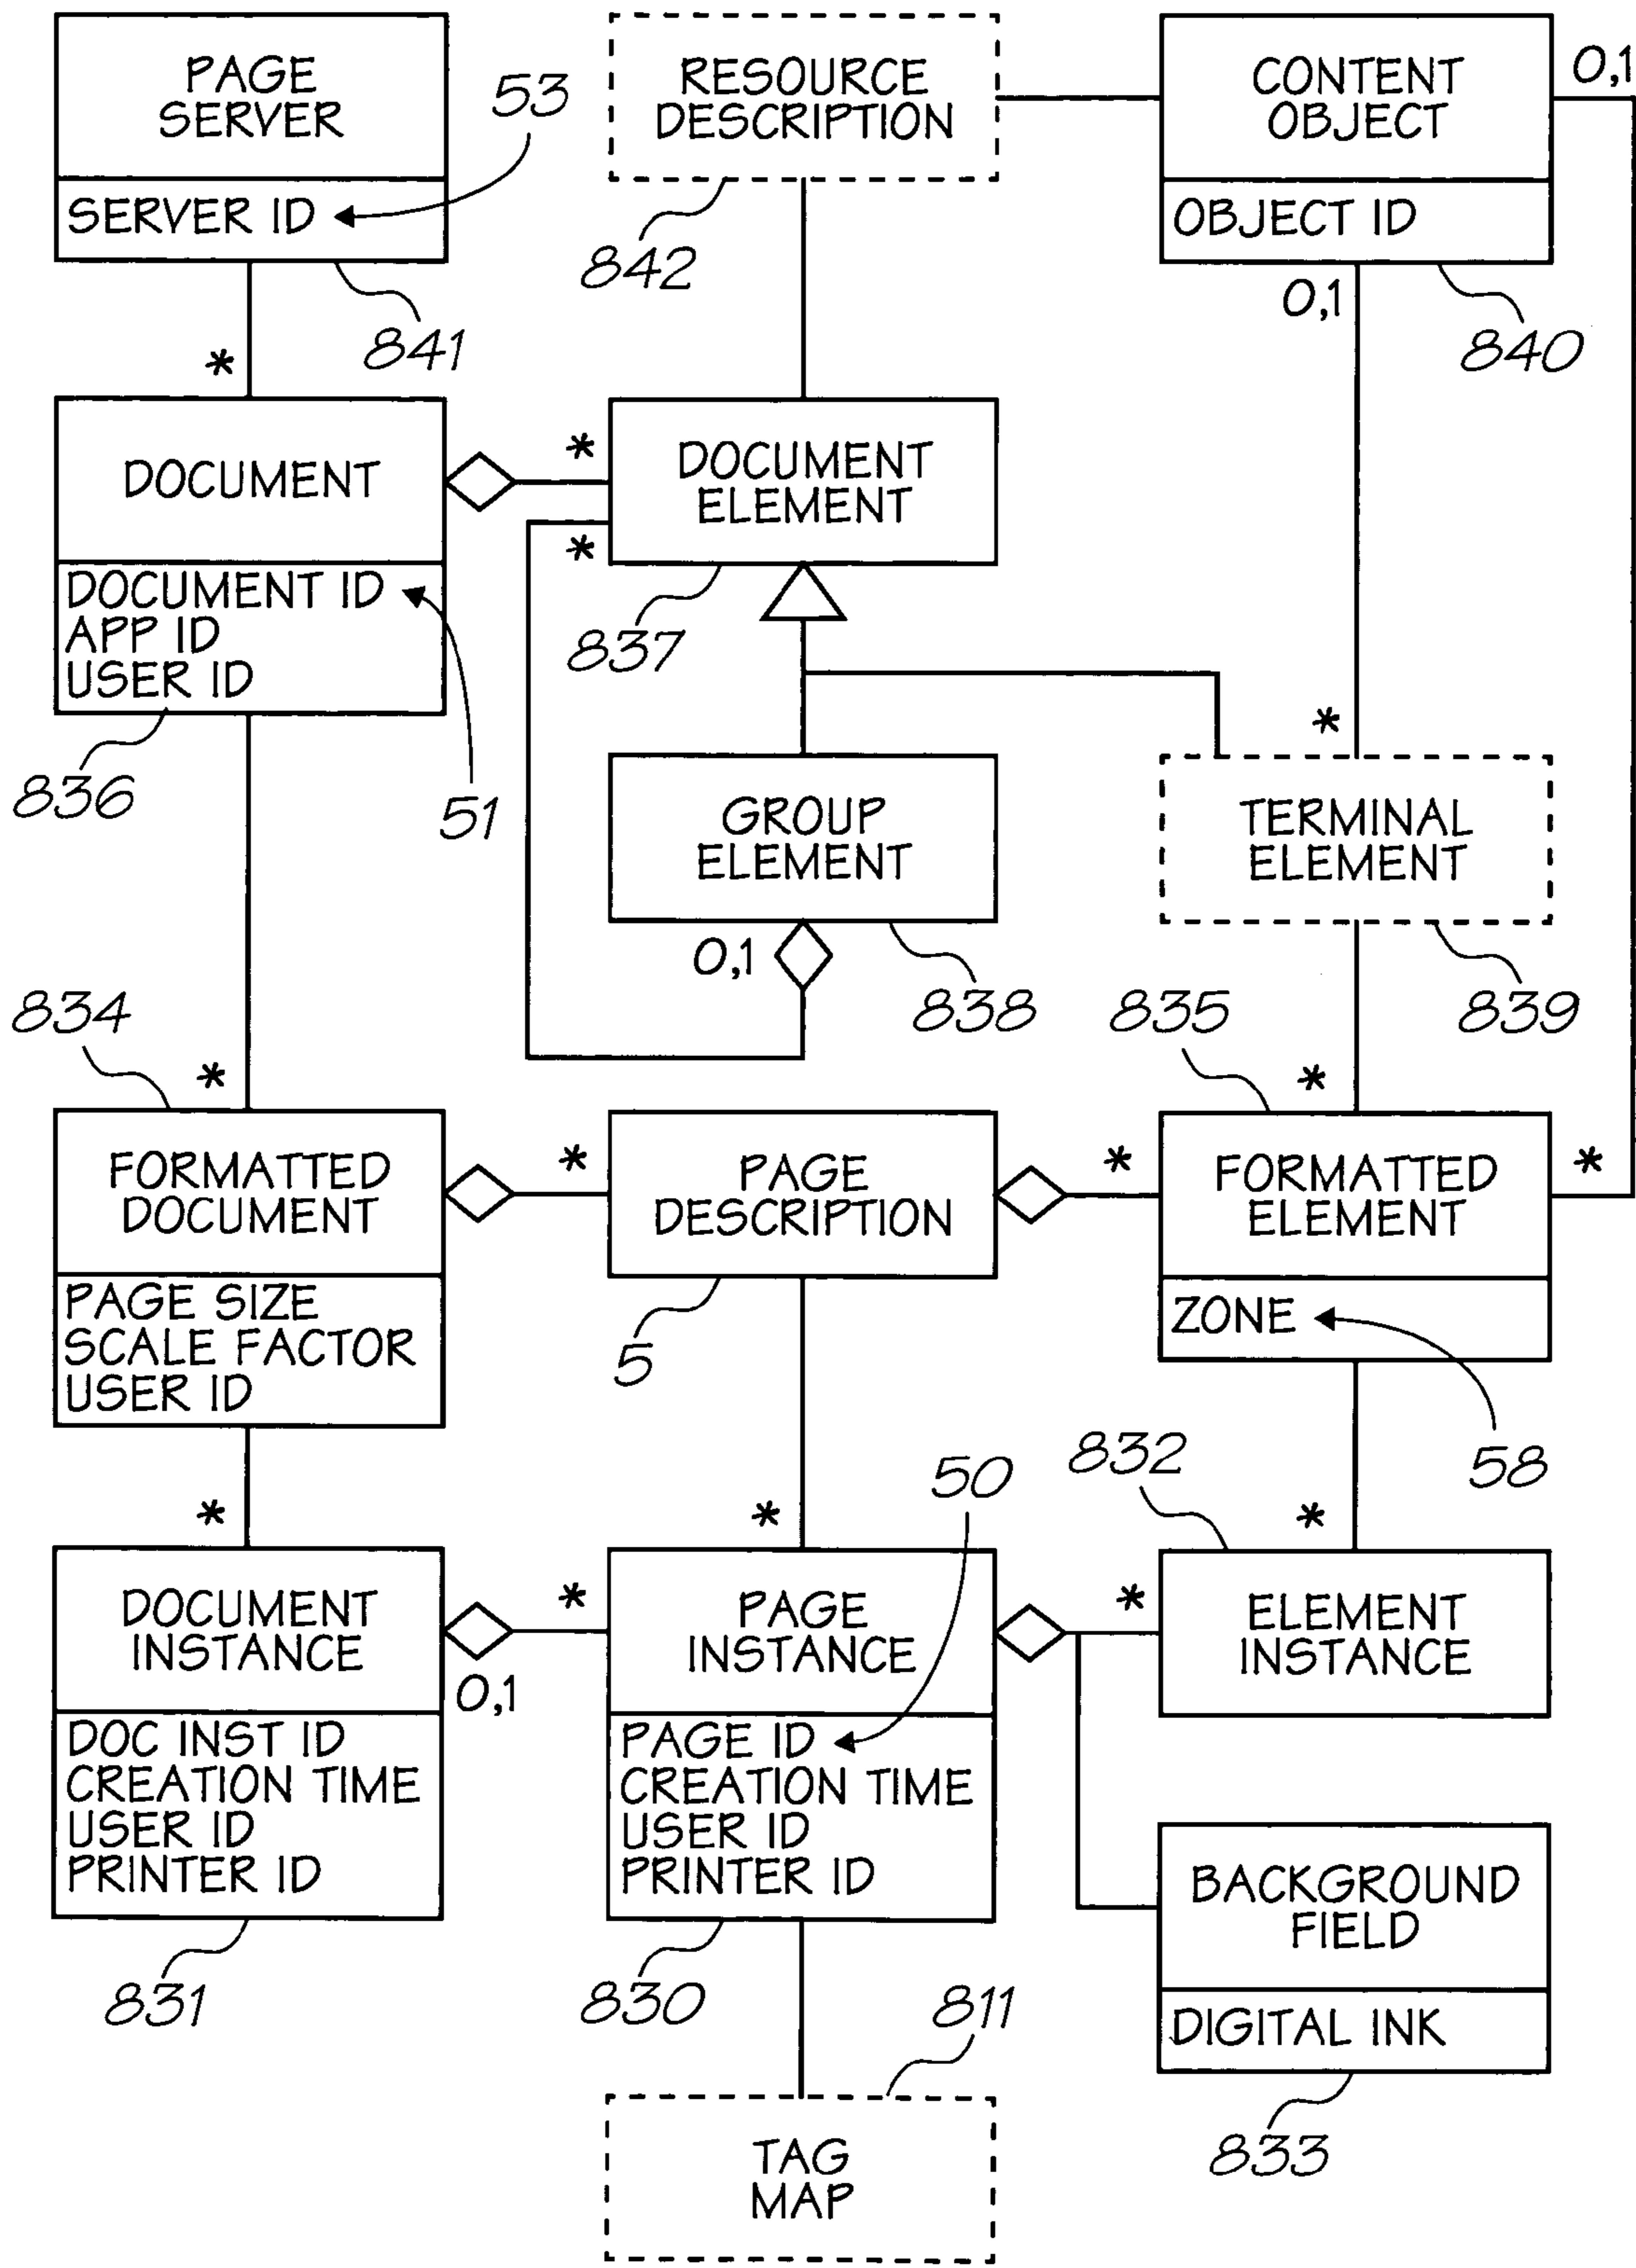 PAGE
SERVER
SERVER ID
53
841
RESOURCE
DESCRIPTION
842
CONTENT
OBJECT
OBJECT ID
0,1
0,1
840
*
DOCUMENT
DOCUMENT ID
APP ID
USER ID
836
51
*
*
DOCUMENT
ELEMENT
837
GROUP
ELEMENT
0,1
838
*
TERMINAL
ELEMENT
839
834
*
FORMATTED
DOCUMENT
PAGE SIZE
SCALE FACTOR
USER ID
*
PAGE
DESCRIPTION
5
835
*
*
*
FORMATTED
ELEMENT
ZONE
58
*
DOCUMENT
INSTANCE
0,1
DOC INST ID
CREATION TIME
USER ID
PRINTER ID
831
*
*
50
PAGE
INSTANCE
PAGE ID
CREATION TIME
USER ID
PRINTER ID
830
832
*
*
ELEMENT
INSTANCE
BACKGROUND
FIELD
DIGITAL INK
833
811
TAG
MAP